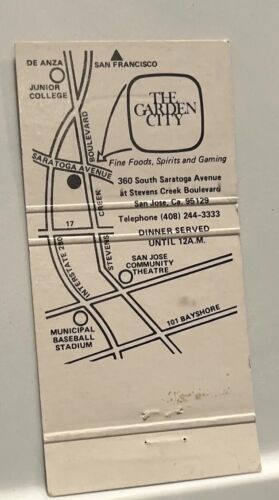 DE ANZA
JUNIOR
COLLEGE
SAN FRANCISCO
THE
GARDEN
CITY
BOULEVARD
SARATOGA AVENUE
Fine Foods, Spirits and Gaming
360 South Saratoga Avenue
at Stevens Creek Boulevard
San Jose, Ca. 95129
Telephone (408) 244-3333
DINNER SERVED
UNTIL 12A.M.
CREEK
17
STEVENS
INTERSTATE 280
SAN JOSE
COMMUNITY
THEATRE
MUNICIPAL
BASEBALL
STADIUM
101 BAYSHORE